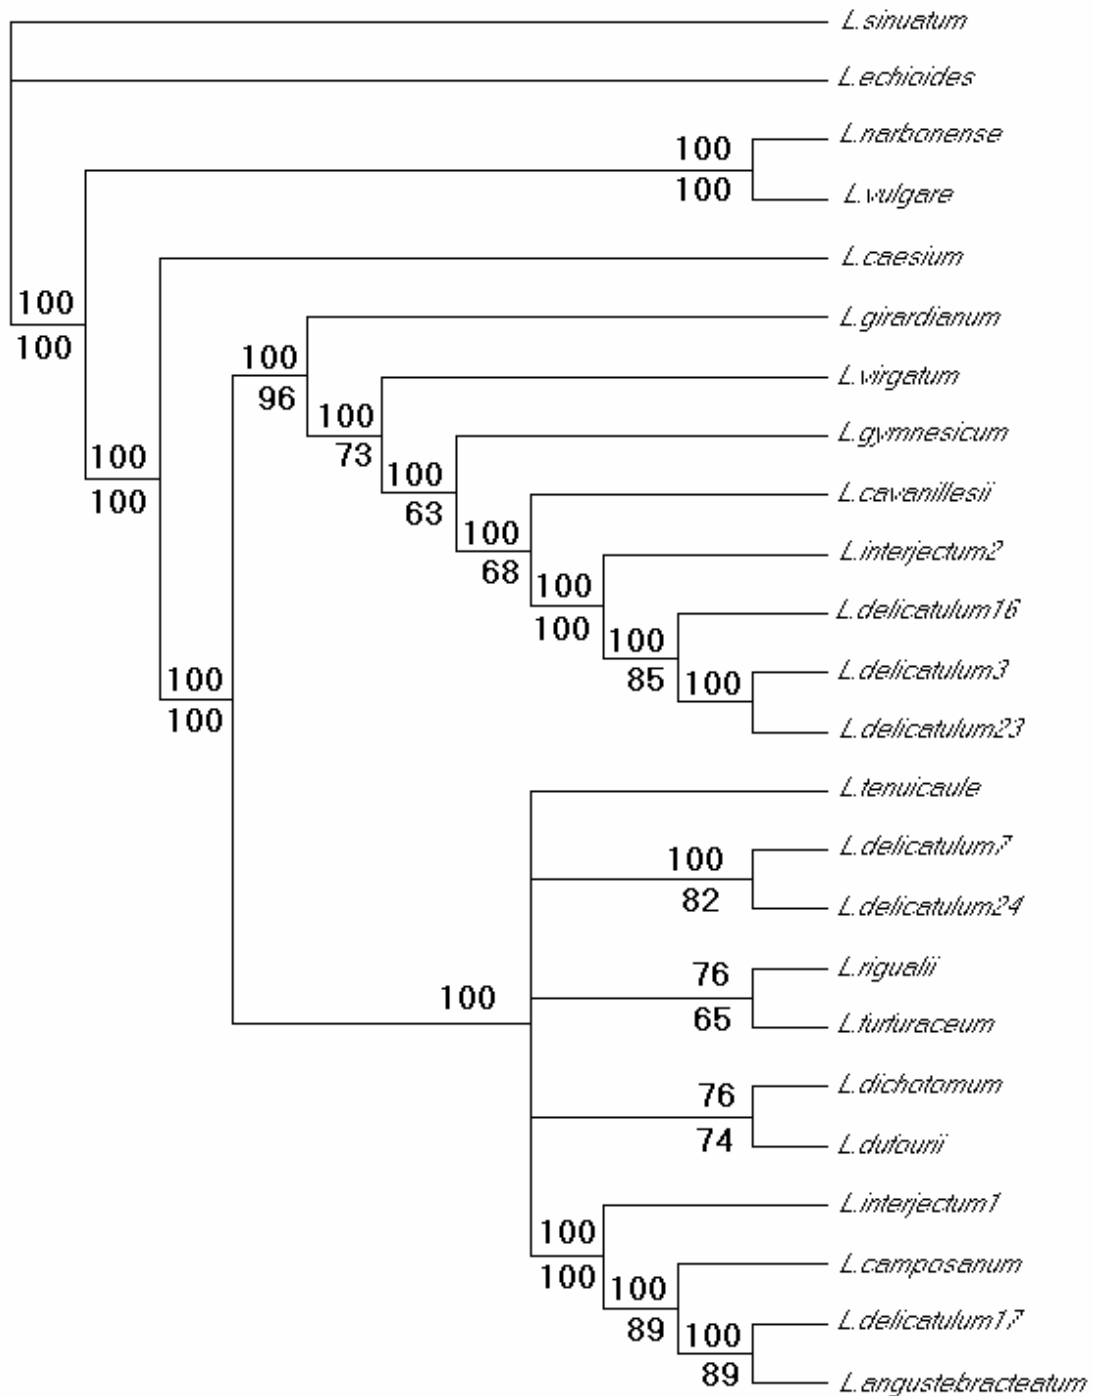 L.sinuatum
L.echioides
L.narbonense
100
100
L.vulgare
L.caesium
100
100
L.girardianum
100
96
L.virgatum
100
73
L.gymnesicum
100
100
100
63
L.cavanillesii
100
68
L.interjectum2
100
100
L.delicatulum16
100
85
L.delicatulum3
100
100
100
L.delicatulum23
L.tenuicaule
L.delicatulum7
100
82
L.delicatulum24
L.rigualii
76
65
100
L.furfuraceum
L.dichotomum
76
74
L.dufourii
L.interjectum1
100
100
L.camposanum
100
89
L.delicatulum17
100
89
L.angustebracteatum